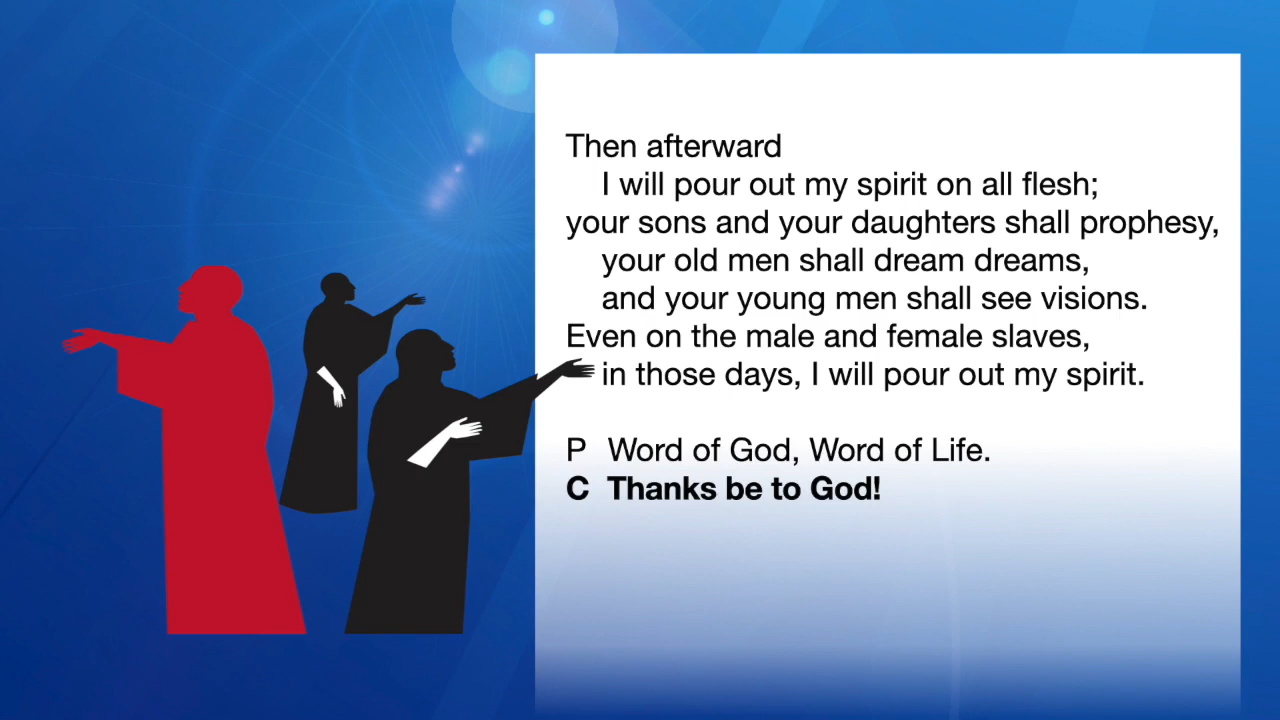 Then afterward
I will pour out my spirit on all flesh;
your sons and your daughters shall prophesy,
your old men shall dream dreams,
and your young men shall see visions.
Even on the male and female slaves,
in those days, I will pour out my spirit.
P Word of God, Word of Life.
C Thanks be to God!